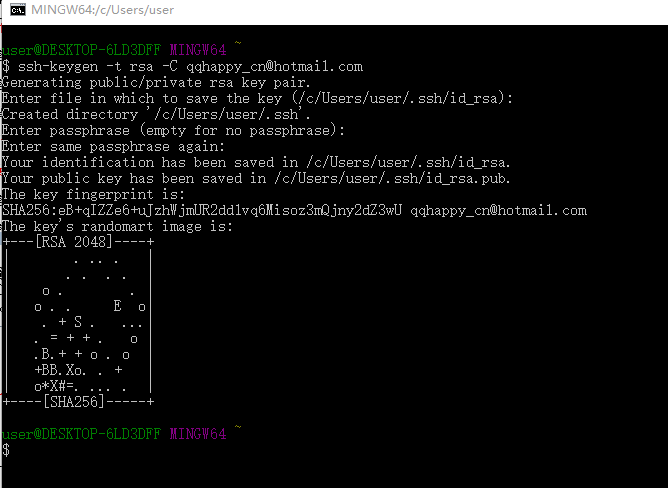 MINGW64:/c/Users/user
user@DESKTOP-6LD3DFF MINGW64 ~
$ ssh-keygen -t rsa -C qqhappy_cn@hotmail.com
Generating public/private rsa key pair.
Enter file in which to save the key (/c/Users/user/.ssh/id_rsa):
Created directory '/c/Users/user/.ssh'.
Enter passphrase (empty for no passphrase):
Enter same passphrase again:
Your identification has been saved in /c/Users/user/.ssh/id_rsa.
Your public key has been saved in /c/Users/user/.ssh/id_rsa.pub.
The key fingerprint is:
SHA256:eB+qIZZe6+uJzhWjmUR2dd1vq6Misoz3mQjny2dZ3wU qqhappy_cn@hotmail.com
The key's randomart image is:
+---[RSA 2048]----+
|        . .. .   |
|       . .  . .  |
|    o .        . |
|   o . .     E  o|
|    . + S .   ...|
|   . = + + .   o |
|   .B.+ + o . o  |
|   +BB.Xo. . +   |
|   o*X#=. ... .  |
+----[SHA256]-----+
user@DESKTOP-6LD3DFF MINGW64 ~
$